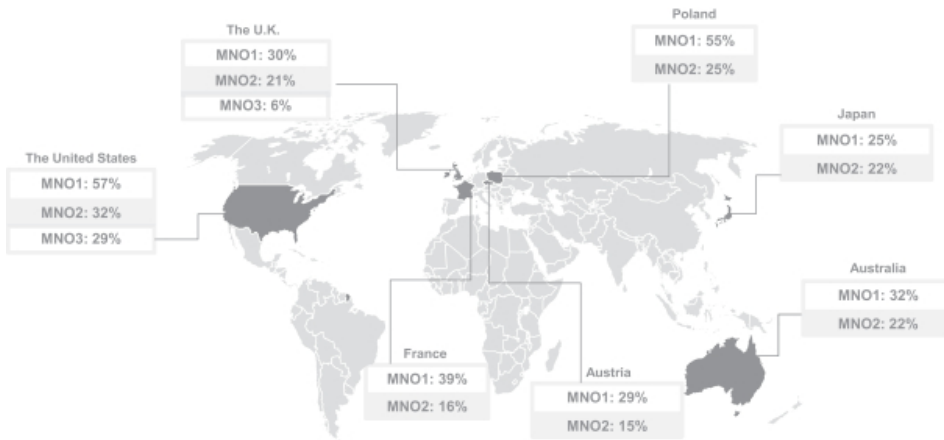 The U.K.
MNO1: 30%
MNO2: 21%
MNO3: 6%
Poland
MNO1: 55%
MNO2: 25%
Japan
MNO1: 25%
MNO2: 22%
The United States
MNO1: 57%
MNO2: 32%
MNO3: 29%
Australia
MNO1: 32%
MNO2: 22%
France
MNO1: 39%
MNO2: 16%
Austria
MNO1: 29%
MNO2: 15%